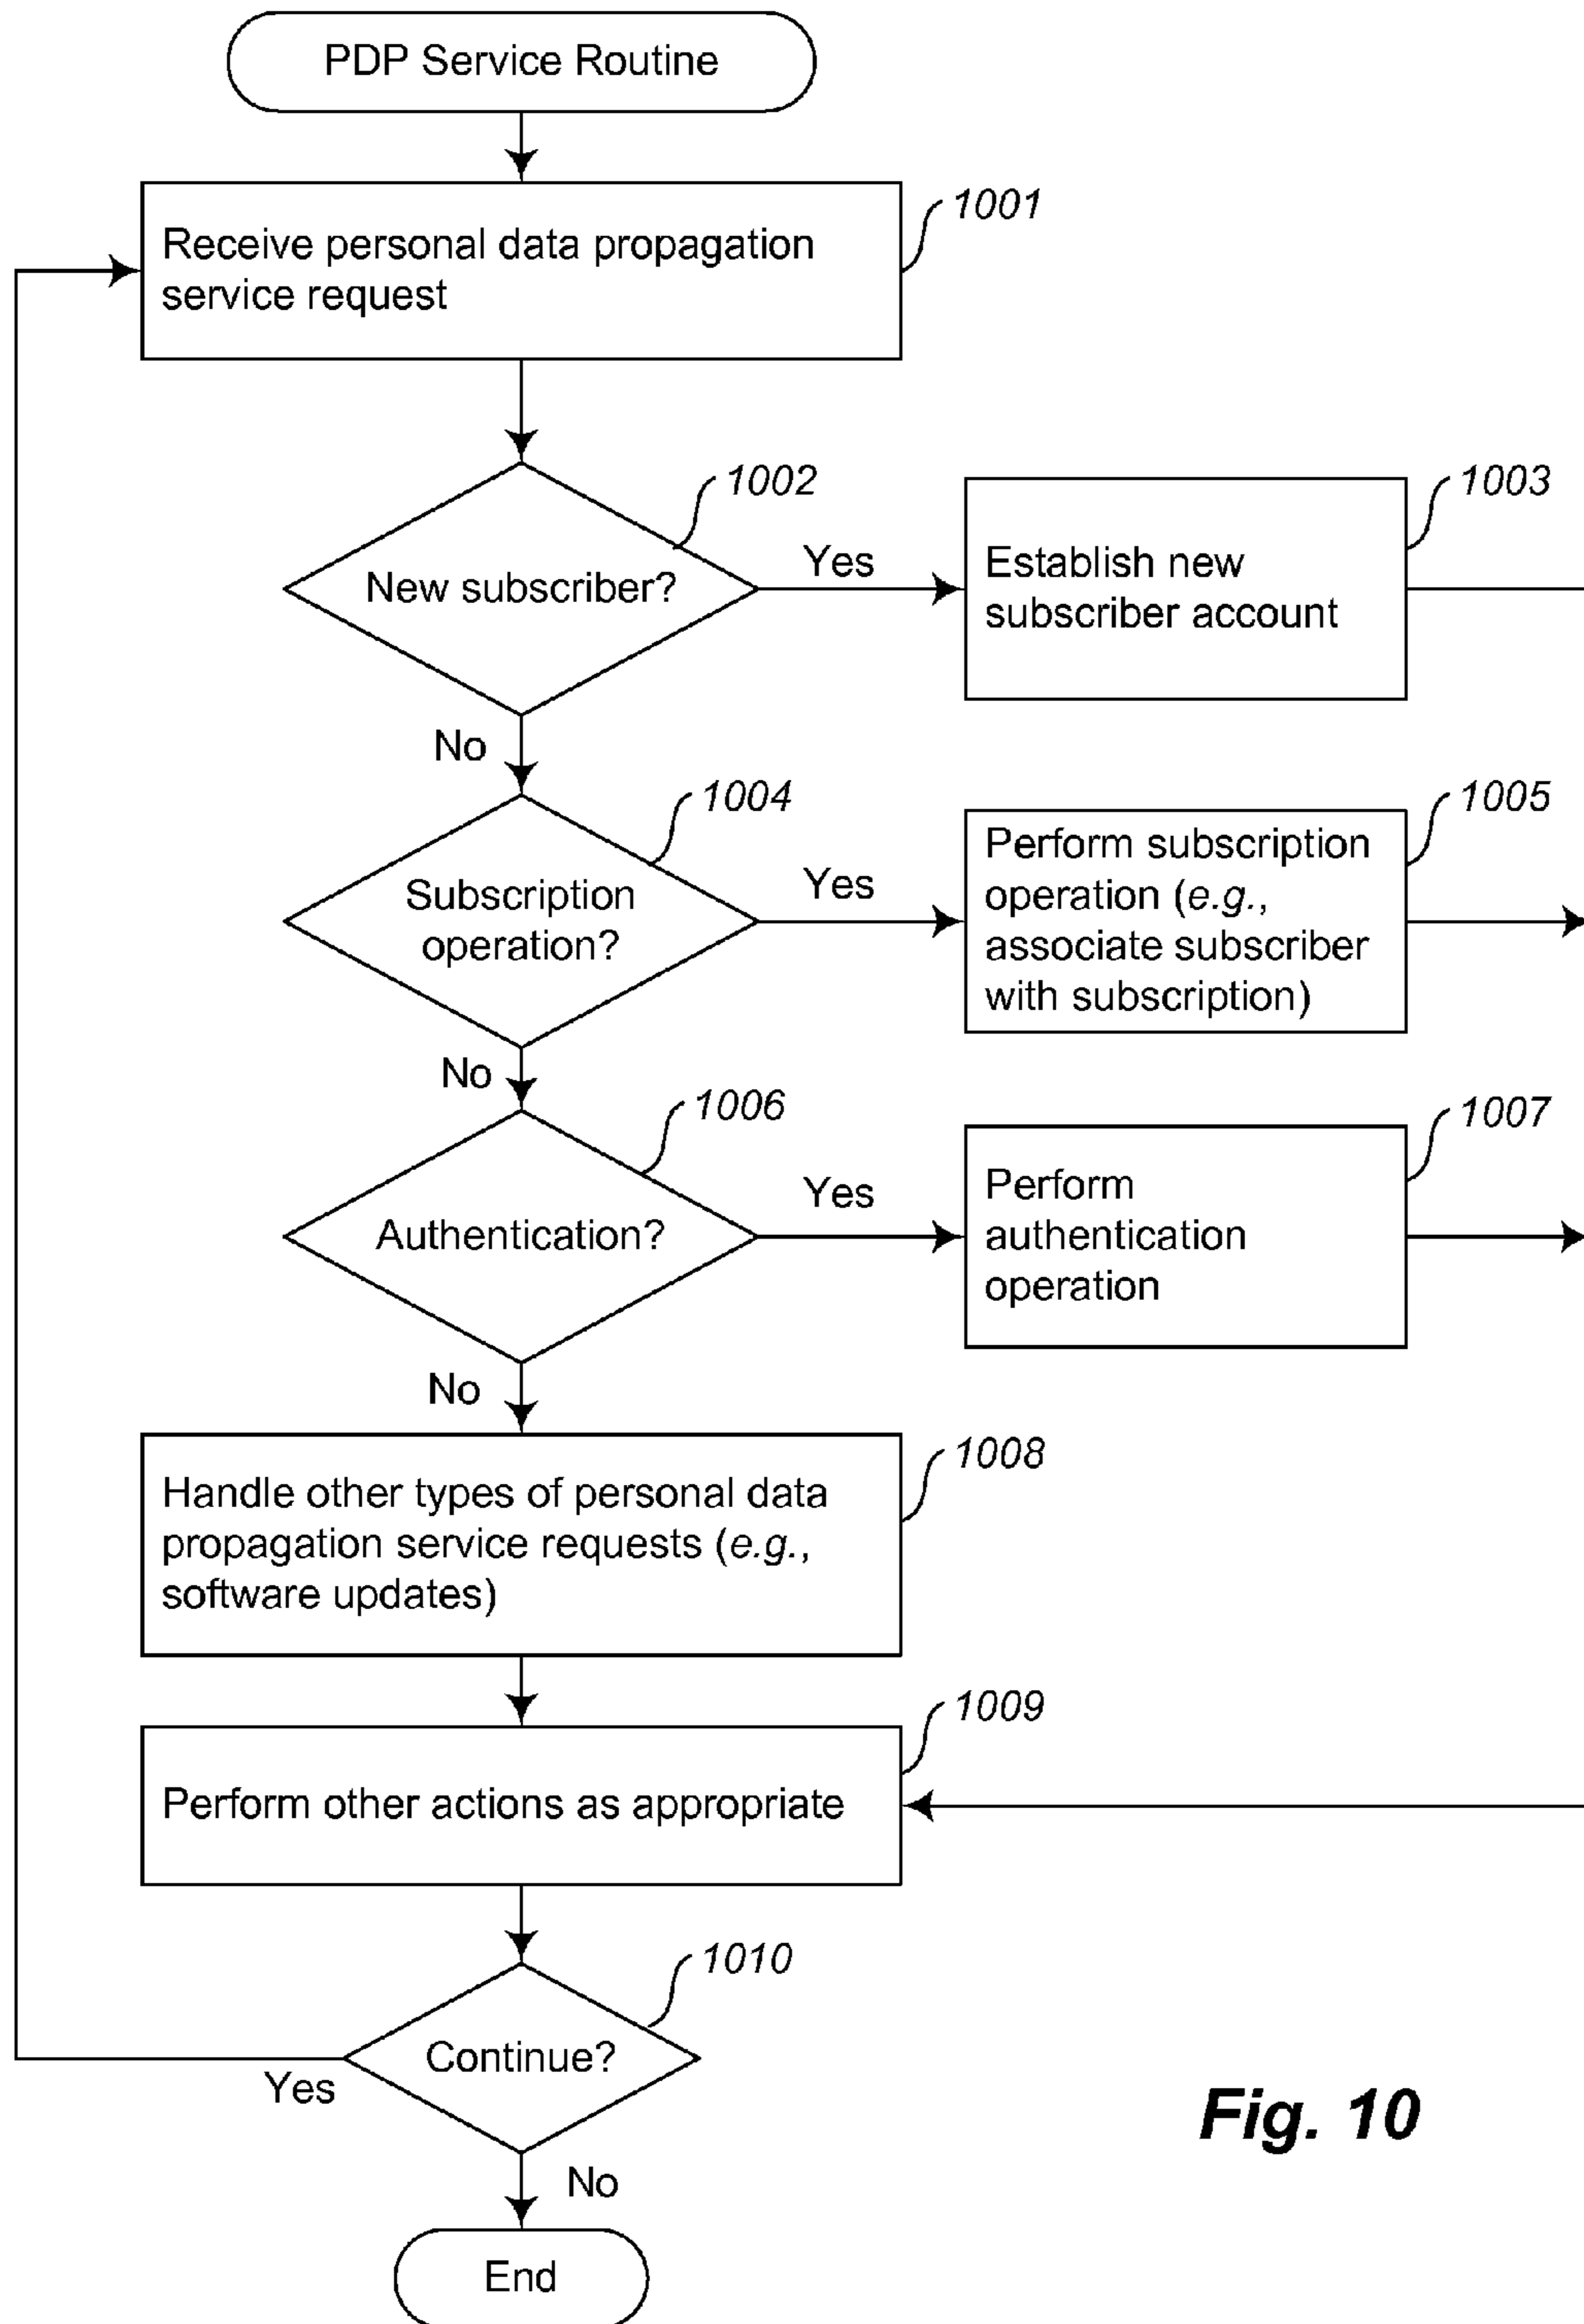 PDP Service Routine
1001
Receive personal data propagation
service request
1002
New subscriber?
Yes
1003
Establish new
subscriber account
No
1004
Subscription
operation?
Yes
1005
Perform subscription
operation (e.g.,
associate subscriber
with subscription)
No
1006
Authentication?
Yes
1007
Perform
authentication
operation
No
1008
Handle other types of personal data
propagation service requests (e.g.,
software updates)
1009
Perform other actions as appropriate
1010
Continue?
Yes
No
End
Fig. 10